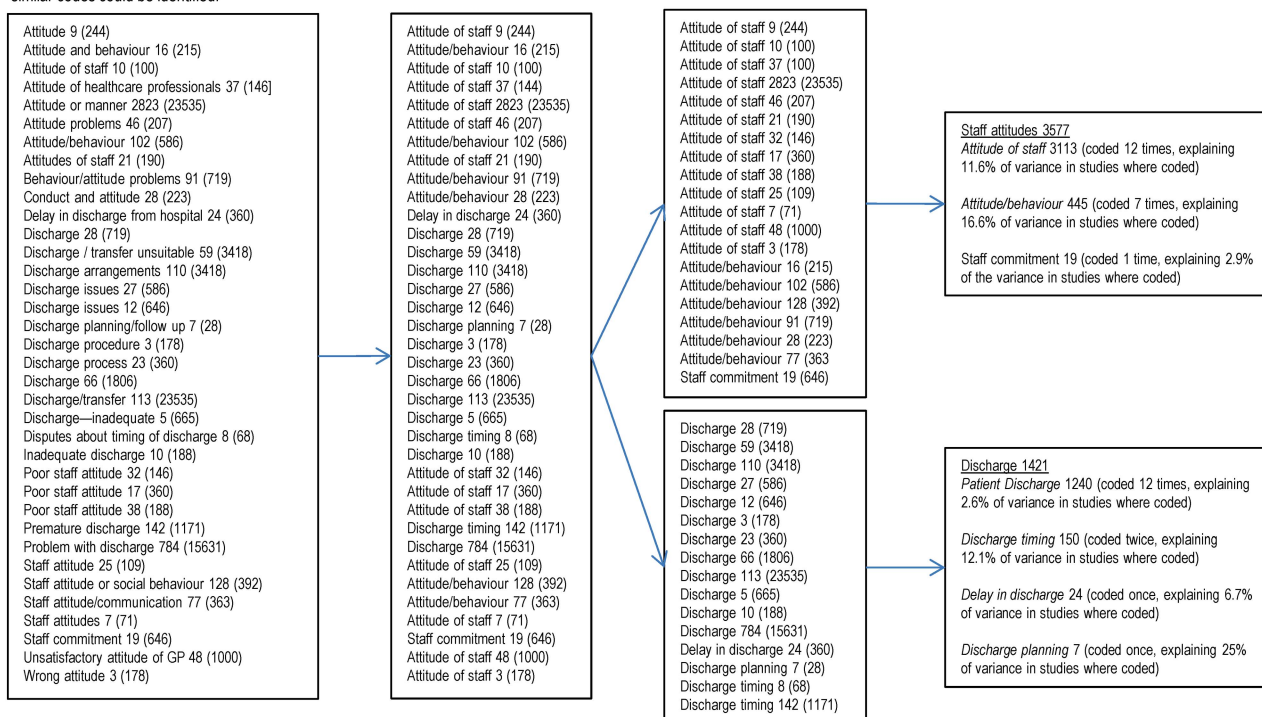 similar codes could be identified.
Attitude 9 (244)
Attitude and behaviour 16 (215)
Attitude of staff 10 (100)
Attitude of healthcare professionals 37 (146]
Attitude or manner 2823 (23535)
Attitude problems 46 (207)
Attitude/behaviour 102 (586)
Attitudes of staff 21 (190)
Behaviour/attitude problems 91 (719)
Conduct and attitude 28 (223)
Delay in discharge from hospital 24 (360)
Discharge 28 (719)
Discharge / transfer unsuitable 59 (3418)
Discharge arrangements 110 (3418)
Discharge issues 27 (586)
Discharge issues 12 (646)
Discharge planning/follow up 7 (28)
Discharge procedure 3 (178)
Discharge process 23 (360)
Discharge 66 (1806)
Discharge/transfer 113 (23535)
Discharge—inadequate 5 (665)
Disputes about timing of discharge 8 (68)
Inadequate discharge 10 (188)
Poor staff attitude 32 (146)
Poor staff attitude 17 (360)
Poor staff attitude 38 (188)
Premature discharge 142 (1171)
Problem with discharge 784 (15631)
Staff attitude 25 (109)
Staff attitude or social behaviour 128 (392)
Staff attitude/communication 77 (363)
Staff attitudes 7 (71)
Staff commitment 19 (646)
Unsatisfactory attitude of GP 48 (1000)
Wrong attitude 3 (178)
Attitude of staff 9 (244)
Attitude/behaviour 16 (215)
Attitude of staff 10 (100)
Attitude of staff 37 (144)
Attitude of staff 2823 (23535)
Attitude of staff 46 (207)
Attitude/behaviour 102 (586)
Attitude of staff 21 (190)
Attitude/behaviour 91 (719)
Attitude/behaviour 28 (223)
Delay in discharge 24 (360)
Discharge 28 (719)
Discharge 59 (3418)
Discharge 110 (3418)
Discharge 27 (586)
Discharge 12 (646)
Discharge planning 7 (28)
Discharge 3 (178)
Discharge 23 (360)
Discharge 66 (1806)
Discharge 113 (23535)
Discharge 5 (665)
Discharge timing 8 (68)
Discharge 10 (188)
Attitude of staff 32 (146)
Attitude of staff 17 (360)
Attitude of staff 38 (188)
Discharge timing 142 (1171)
Discharge 784 (15631)
Attitude of staff 25 (109)
Attitude/behaviour 128 (392)
Attitude/behaviour 77 (363)
Attitude of staff 7 (71)
Staff commitment 19 (646)
Attitude of staff 48 (1000)
Attitude of staff 3 (178)
Attitude of staff 9 (244)
Attitude of staff 10 (100)
Attitude of staff 37 (100)
Attitude of staff 2823 (23535)
Attitude of staff 46 (207)
Attitude of staff 21 (190)
Attitude of staff 32 (146)
Attitude of staff 17 (360)
Attitude of staff 38 (188)
Attitude of staff 25 (109)
Attitude of staff 7 (71)
Attitude of staff 48 (1000)
Attitude of staff 3 (178)
Attitude/behaviour 16 (215)
Attitude/behaviour 102 (586)
Attitude/behaviour 128 (392)
Attitude/behaviour 91 (719)
Attitude/behaviour 28 (223)
Attitude/behaviour 77 (363
Staff commitment 19 (646)
Discharge 28 (719)
Discharge 59 (3418)
Discharge 110 (3418)
Discharge 27 (586)
Discharge 12 (646)
Discharge 3 (178)
Discharge 23 (360)
Discharge 66 (1806)
Discharge 113 (23535)
Discharge 5 (665)
Discharge 10 (188)
Discharge 784 (15631)
Delay in discharge 24 (360)
Discharge planning 7 (28)
Discharge timing 8 (68)
Discharge timing 142 (1171)
Staff attitudes 3577
Attitude of staff 3113 (coded 12 times, explaining
11.6% of variance in studies where coded)
Attitude/behaviour 445 (coded 7 times, explaining
16.6% of variance in studies where coded)
Staff commitment 19 (coded 1 time, explaining 2.9%
of the variance in studies where coded)
Discharge 1421
Patient Discharge 1240 (coded 12 times, explaining
2.6% of variance in studies where coded)
Discharge timing 150 (coded twice, explaining
12.1% of variance in studies where coded)
Delay in discharge 24 (coded once, explaining 6.7%
of variance in studies where coded)
Discharge planning 7 (coded once, explaining 25%
of variance in studies where coded)